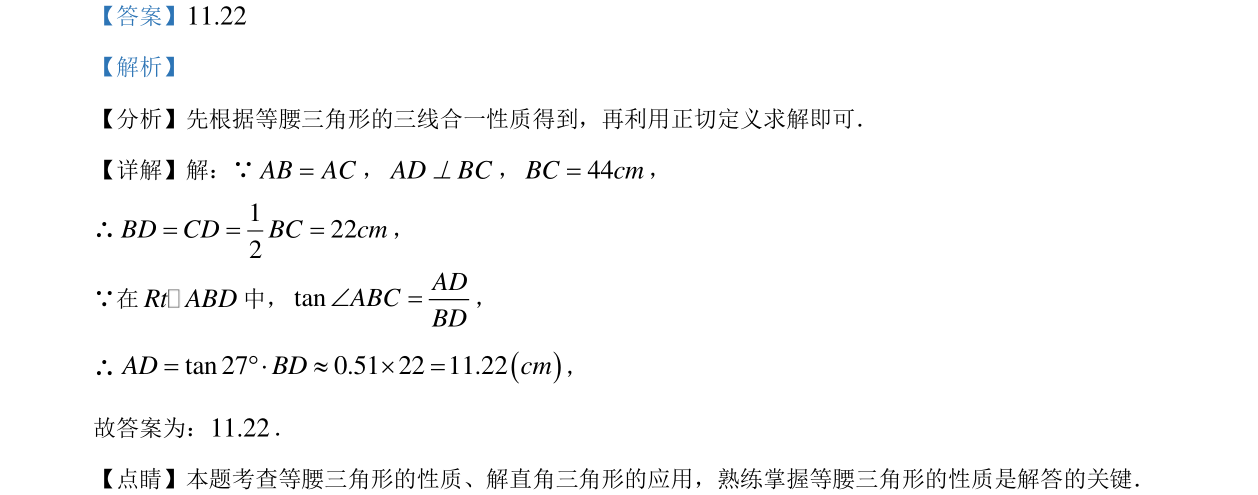 【答案】11.22
【解析】
【分析】先根据等腰三角形的三线合一性质得到，再利用正切定义求解即可．
【详解】解：∵ AB = AC ， AD ⊥ BC ， BC = 44cm ，
∴ BD = CD = \frac{1}{2} BC = 22cm ，
∵在 Rt□ ABD 中， tan ∠ABC = \frac{AD}{BD} ，
∴ AD = tan 27° · BD ≈ 0.51 × 22 = 11.22 (cm) ，
故答案为：11.22．
【点睛】本题考查等腰三角形的性质、解直角三角形的应用，熟练掌握等腰三角形的性质是解答的关键．